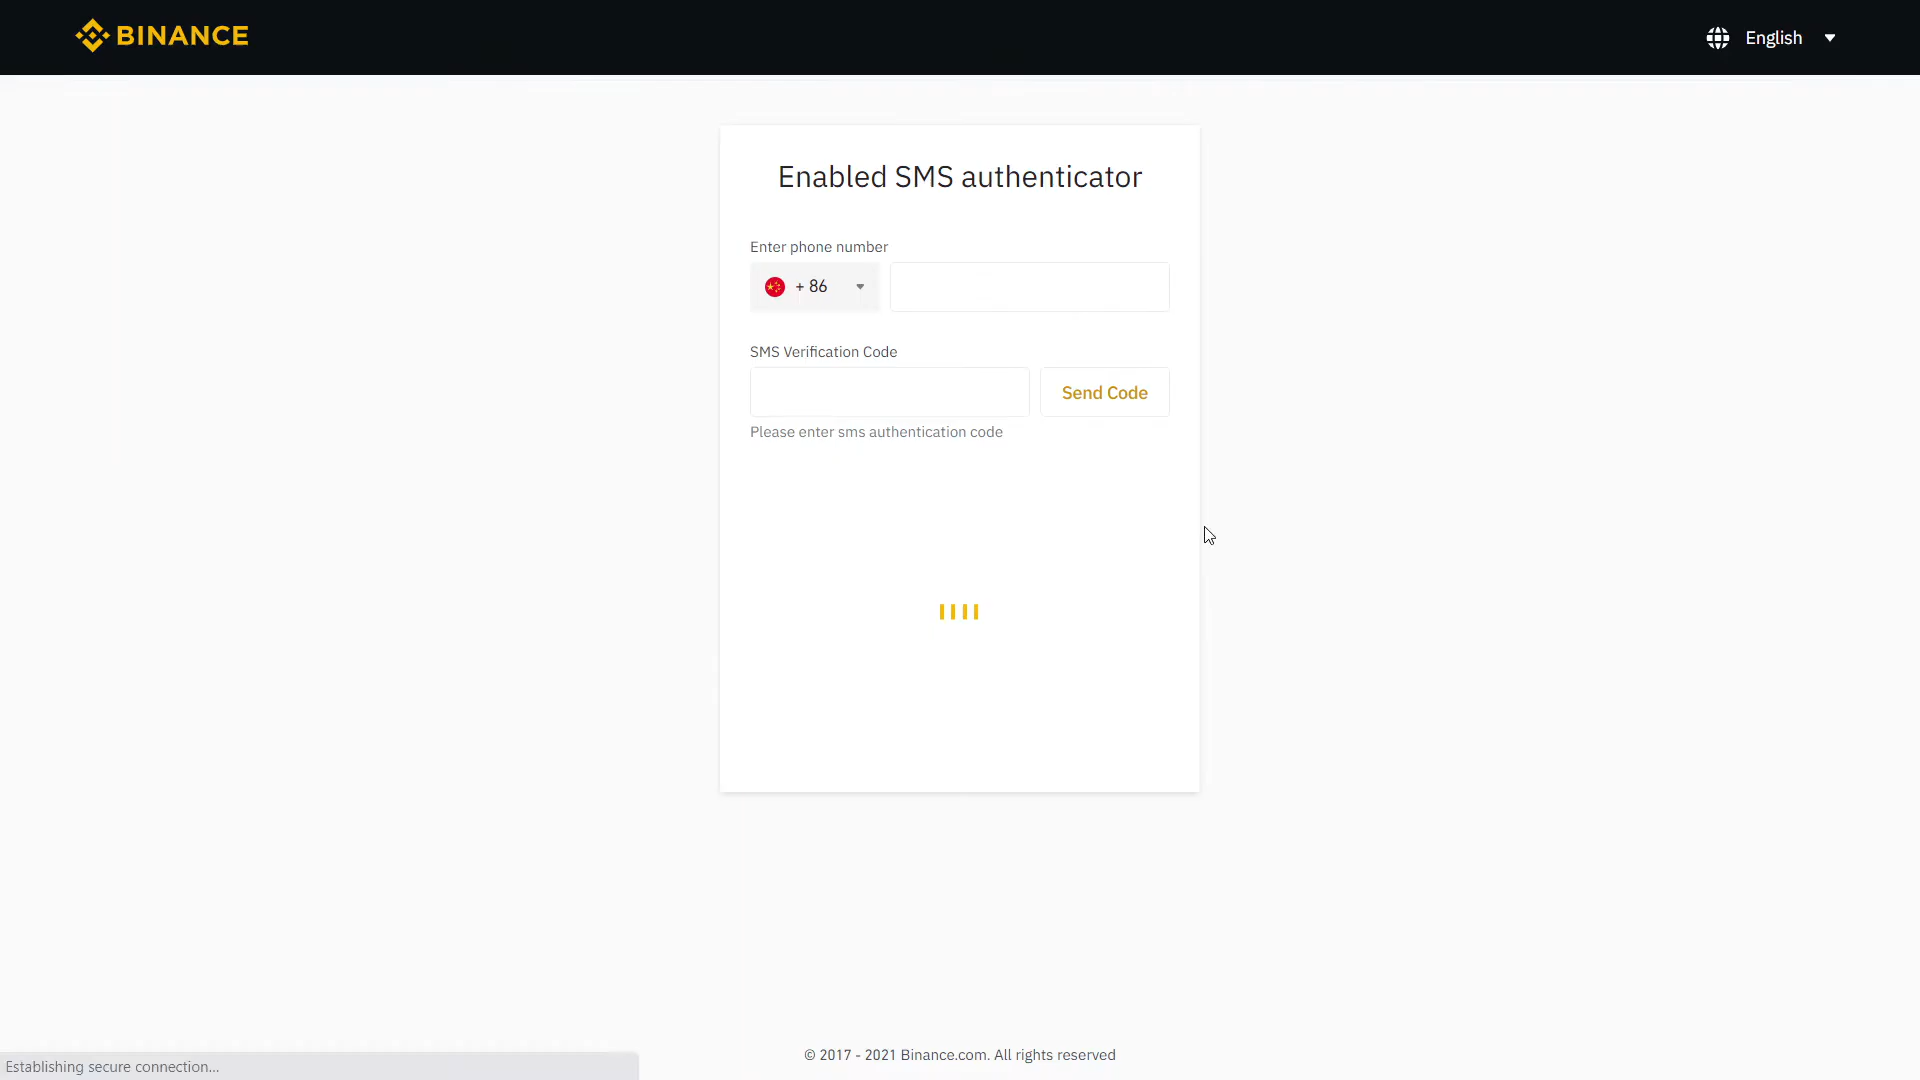 BINANCE
English
Enabled SMS authenticator
Enter phone number
+ 86
SMS Verification Code
Send Code
Please enter sms authentication code
© 2017 - 2021 Binance.com. All rights reserved
Establishing secure connection...